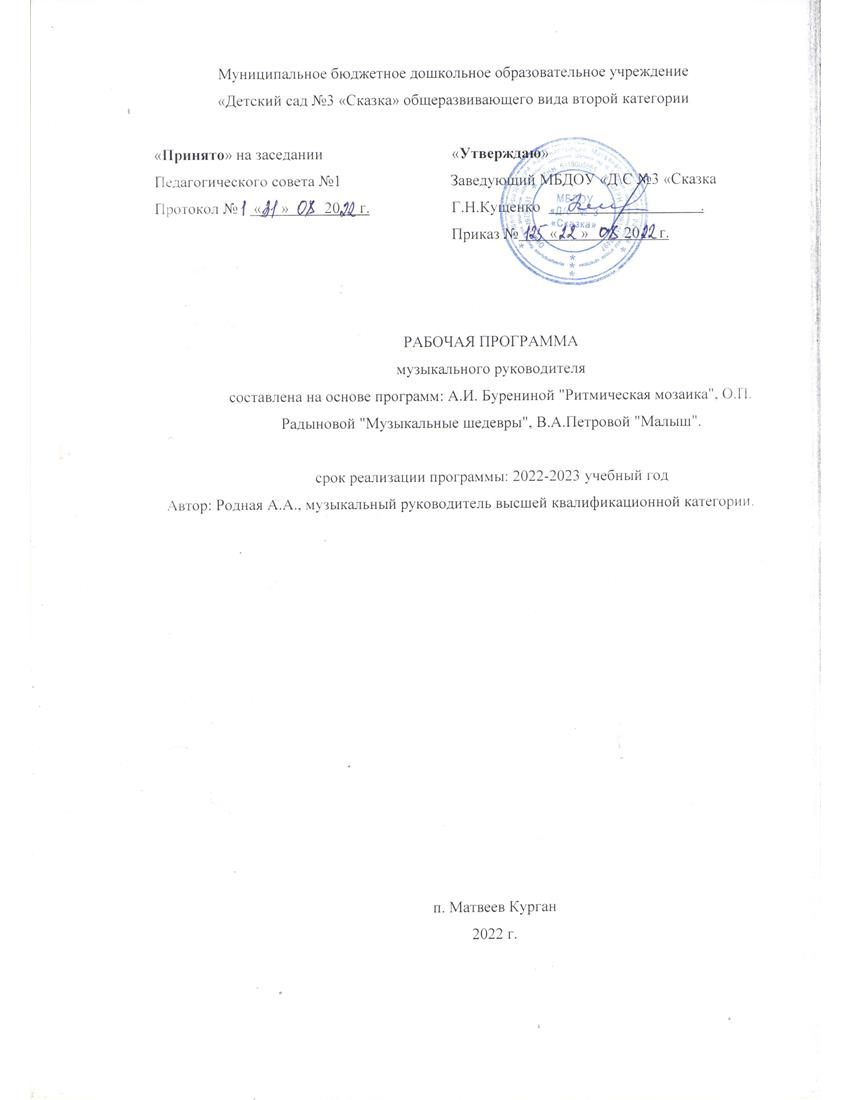 Муниципальное бюджетное дошкольное образовательное учреждение
«Детский сад №3 «Сказка» общеразвивающего вида второй категории
«Принято» на заседании
Педагогического совета №1
Протокол №1 «31» 08 2022 г.
«Утверждаю»
Заведующий МБДОУ «Д\С №3 «Сказка
Г.Н.Кущенко
Приказ № 125 «22» 08 2022 г.
МБДОУ
«Сказка»
РАБОЧАЯ ПРОГРАММА
музыкального руководителя
составлена на основе программ: А.И. Бурениной "Ритмическая мозаика", О.П.
Радыновой "Музыкальные шедевры", В.А.Петровой "Малыш".
срок реализации программы: 2022-2023 учебный год
Автор: Родная А.А., музыкальный руководитель высшей квалификационной категории.
п. Матвеев Курган
2022 г.